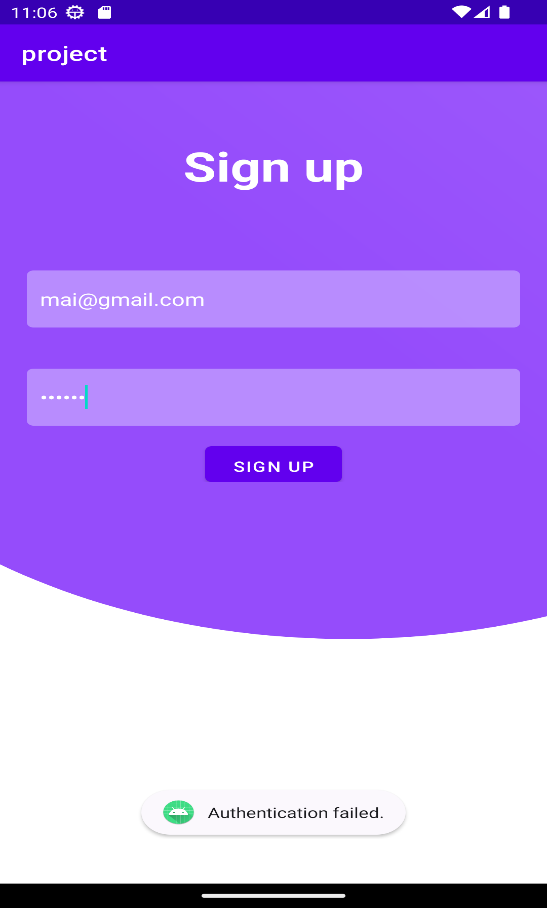 11:06
project
Sign up
mai@gmail.com
••••••
SIGN UP
Authentication failed.